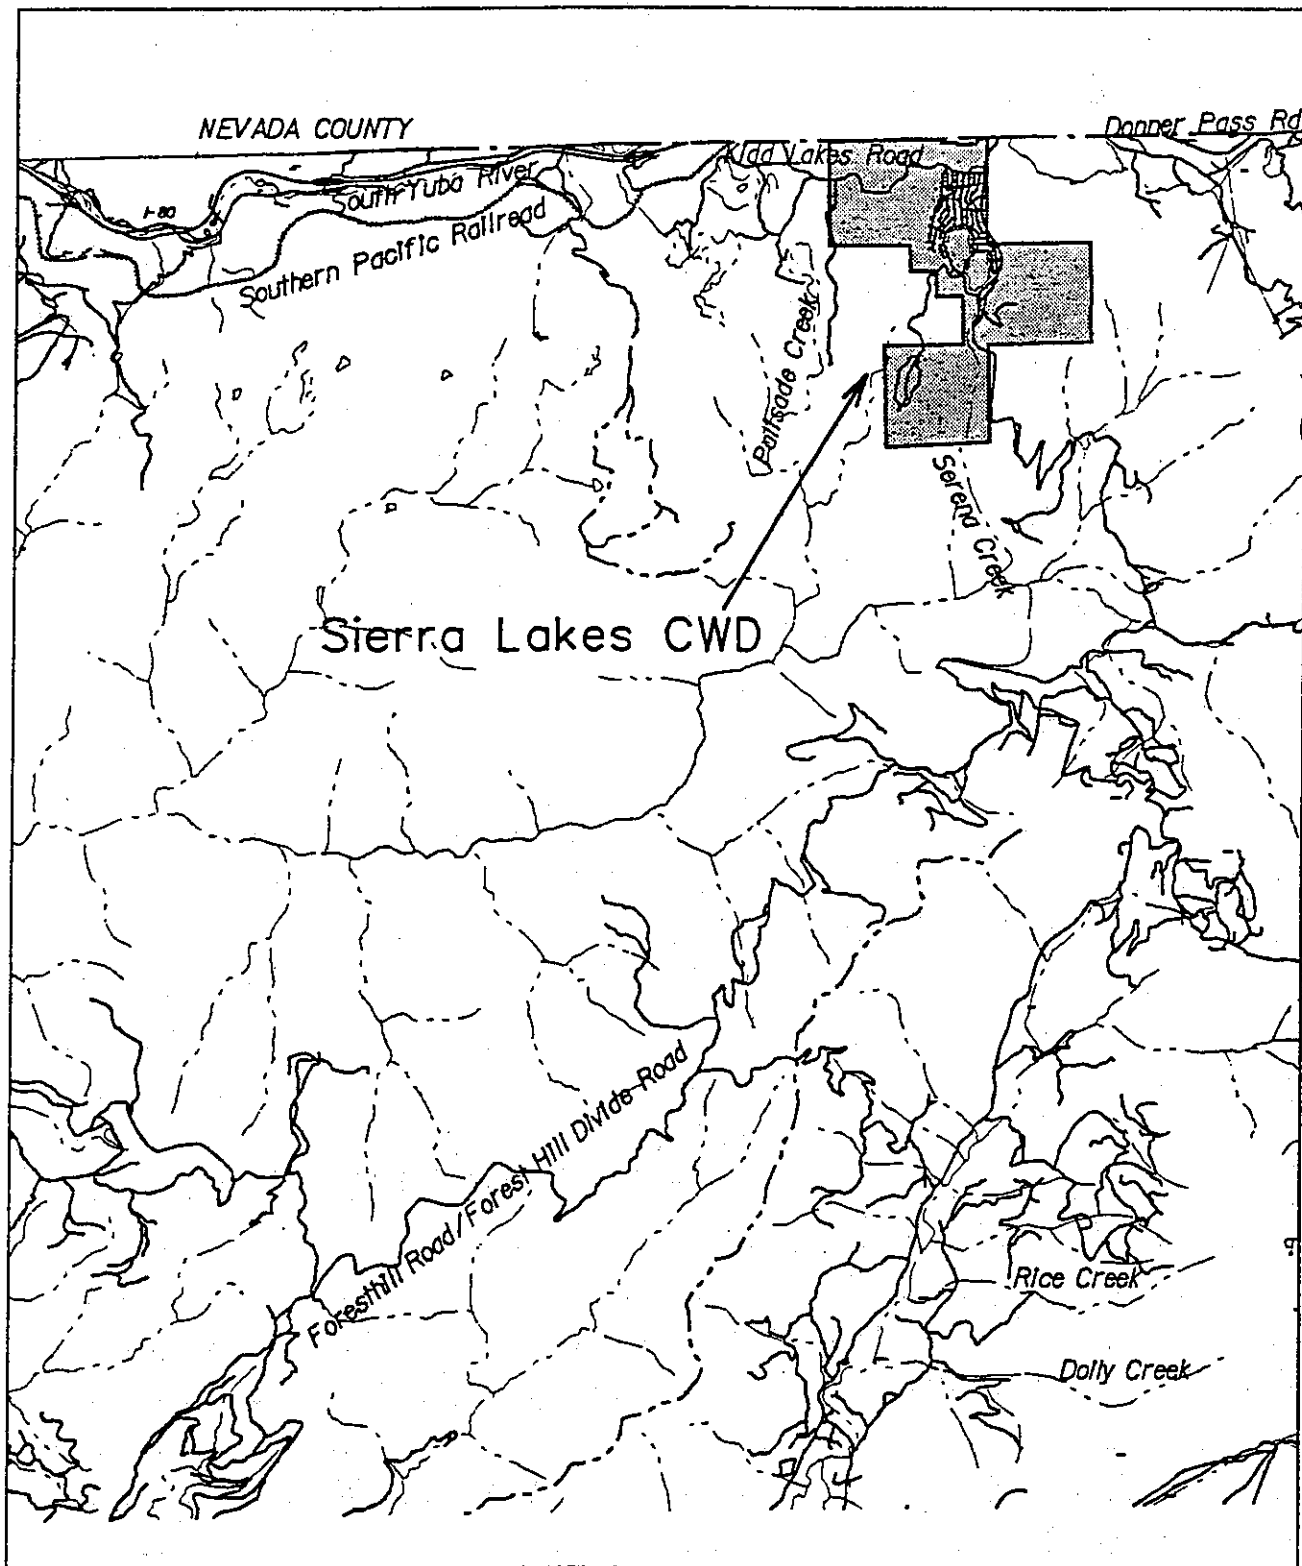 NEVADA COUNTY
Donner Pass Rd
Kidd Lakes Road
South Yuba River
I-80
Southern Pacific Railroad
Palisade Creek
Serena Creek
Sierra Lakes CWD
Foresthill Road/Forest Hill Divide Road
Rice Creek
Dolly Creek